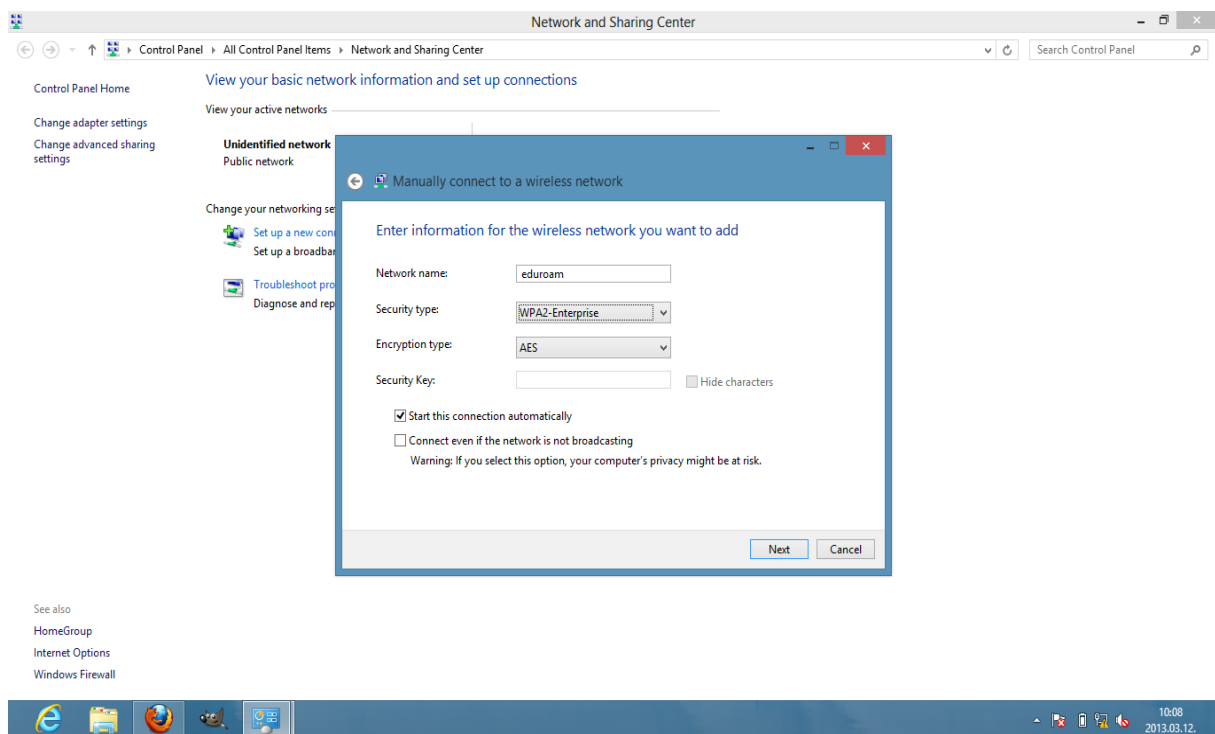 Network and Sharing Center
Control Panel All Control Panel Items Network and Sharing Center
Search Control Panel
Control Panel Home
Change adapter settings
Change advanced sharing
settings
View your basic network information and set up connections
View your active networks
Unidentified network
Public network
Change your networking se
Set up a new con
Set up a broadba
Troubleshoot pro
Diagnose and rep
Manually connect to a wireless network
Enter information for the wireless network you want to add
Network name: eduroam
Security type: WPA2-Enterprise
Encryption type: AES
Security Key: Hide characters
Start this connection automatically
Connect even if the network is not broadcasting
Warning: If you select this option, your computer's privacy might be at risk.
Next Cancel
See also
HomeGroup
Internet Options
Windows Firewall
10:08
2013.03.12.